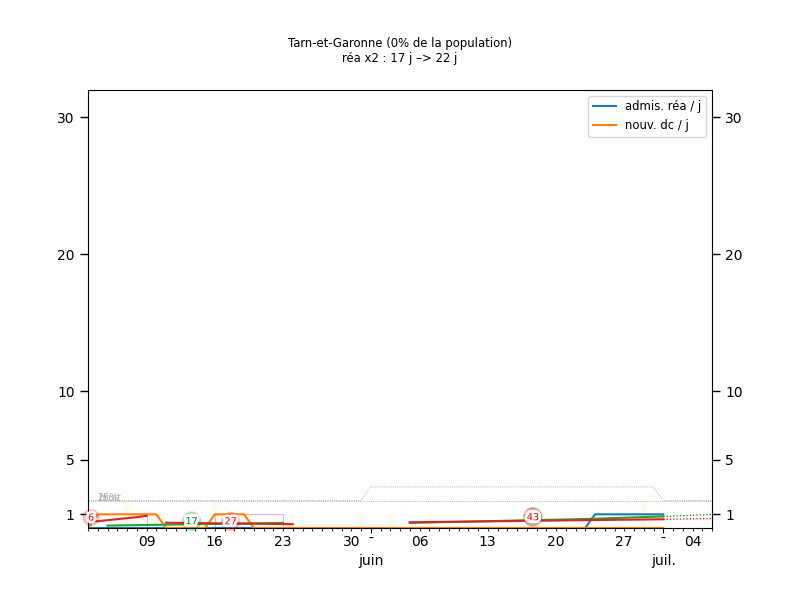 Tarn-et-Garonne (0% de la population)
réa x2 : 17 j –> 22 j
admis. réa / j
nouv. dc / j
30 30
20 20
10 10
5 5
1 1
6 17 27 43
09 16 23 30 - 06 13 20 27 - 04
juin juil.